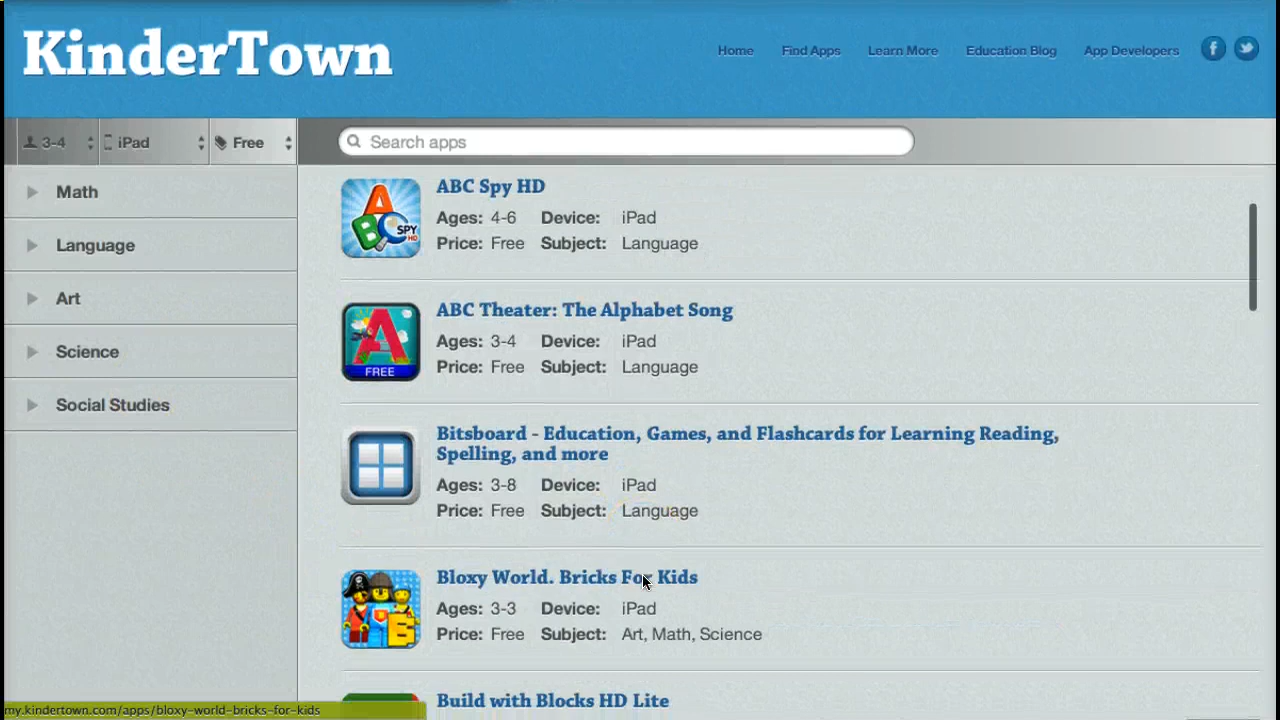 KinderTown
Home Find Apps Learn More Education Blog App Developers f
3-4 iPad Free Search apps
Math
Language
Art
Science
Social Studies
ABC SPY HD
ABC Spy HD
Ages: 4-6 Device: iPad
Price: Free Subject: Language
A FREE
ABC Theater: The Alphabet Song
Ages: 3-4 Device: iPad
Price: Free Subject: Language
Bitsboard - Education, Games, and Flashcards for Learning Reading,
Spelling, and more
Ages: 3-8 Device: iPad
Price: Free Subject: Language
B
Bloxy World. Bricks For Kids
Ages: 3-3 Device: iPad
Price: Free Subject: Art, Math, Science
Build with Blocks HD Lite
my.kindertown.com/apps/bloxy-world-bricks-for-kids